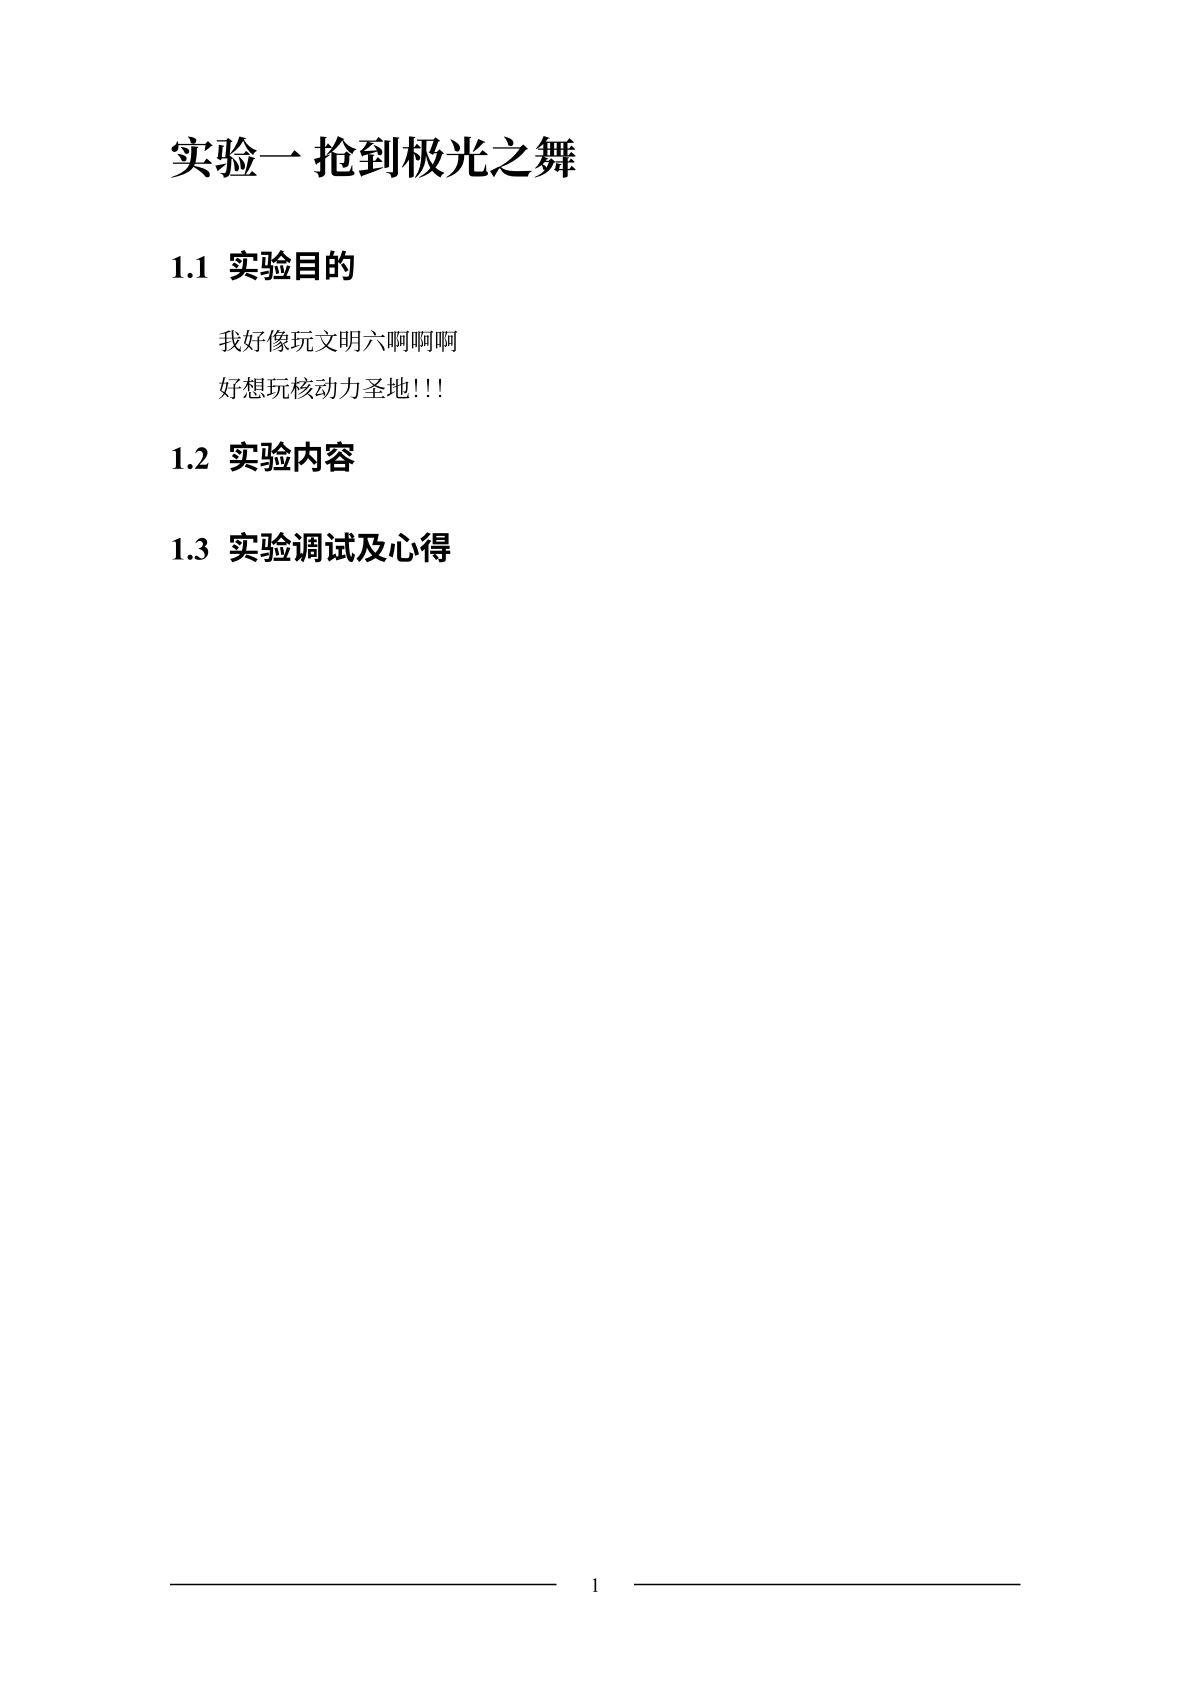 实验一 抢到极光之舞
1.1 实验目的
我好像玩文明六啊啊啊
好想玩核动力圣地!!!
1.2 实验内容
1.3 实验调试及心得
1